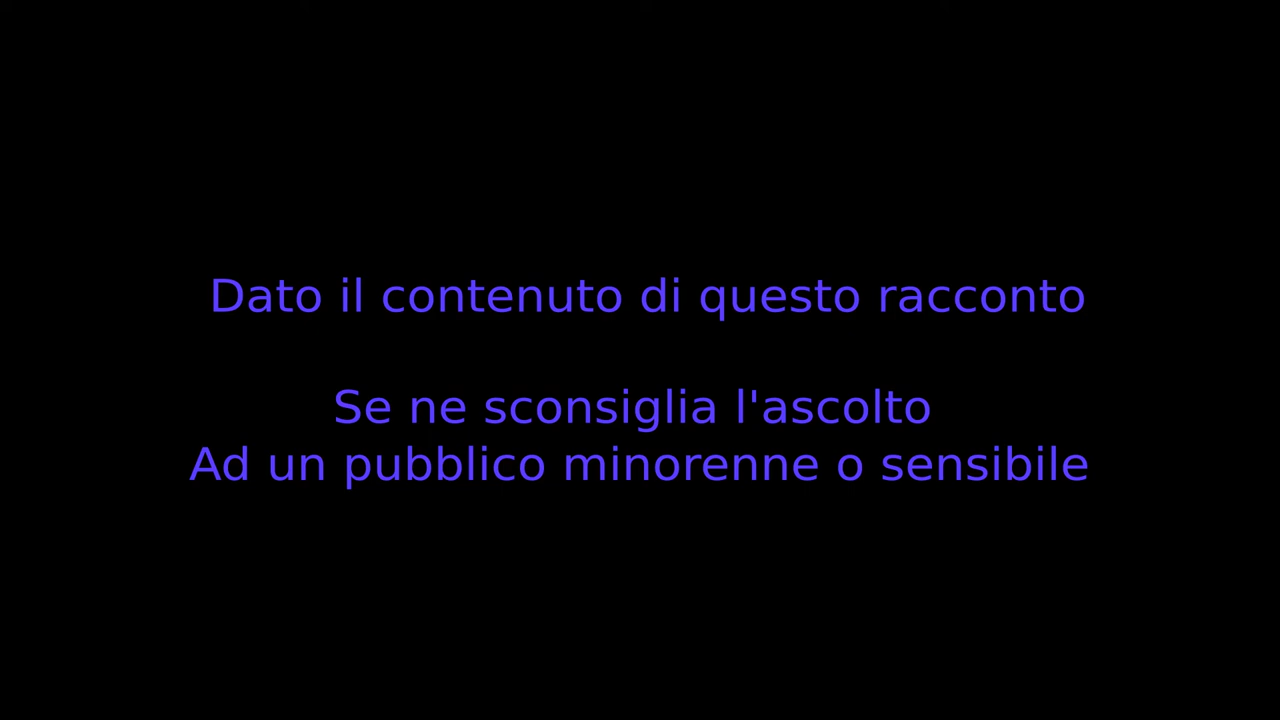 Dato il contenuto di questo racconto
Se ne sconsiglia l'ascolto
Ad un pubblico minorenne o sensibile